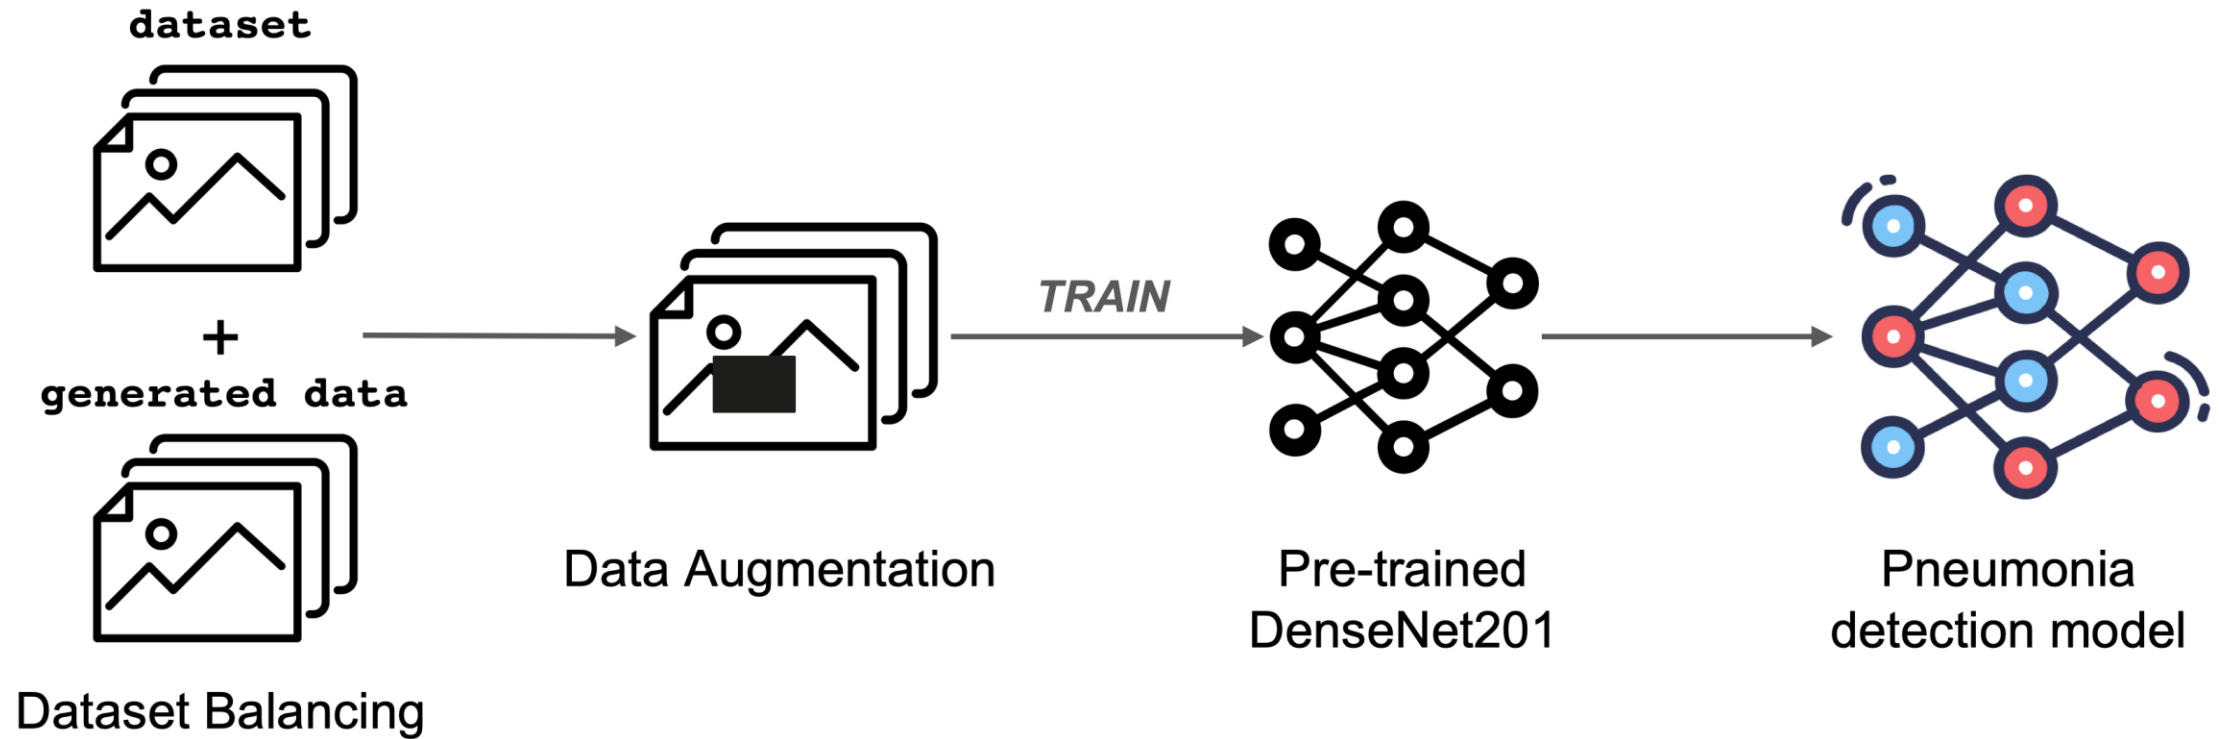 dataset
+
generated data
Dataset Balancing
Data Augmentation
TRAIN
Pre-trained
DenseNet201
Pneumonia
detection model